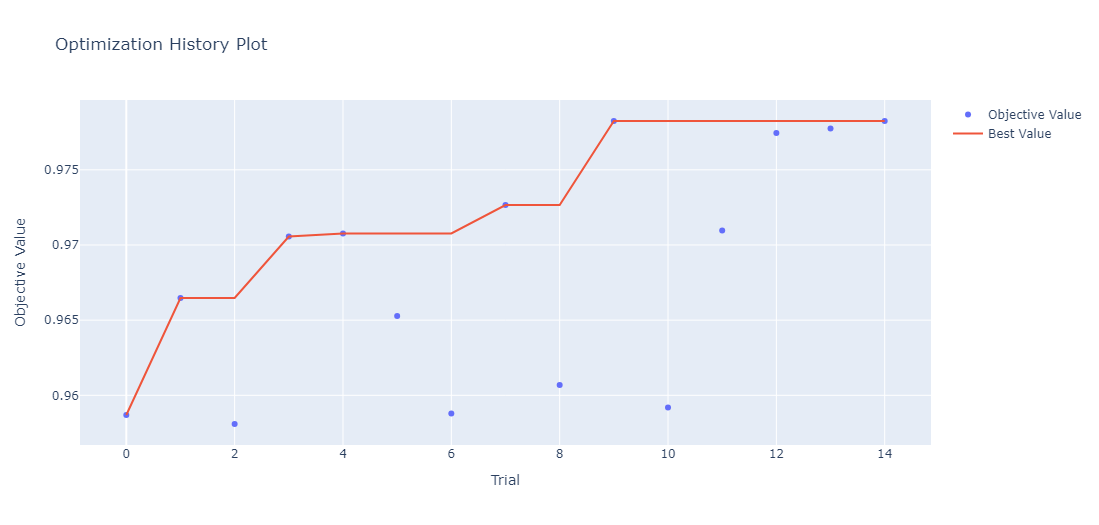 Optimization History Plot
Objective Value
Best Value
0.975
0.97
0.965
0.96
Objective Value
0 2 4 6 8 10 12 14
Trial